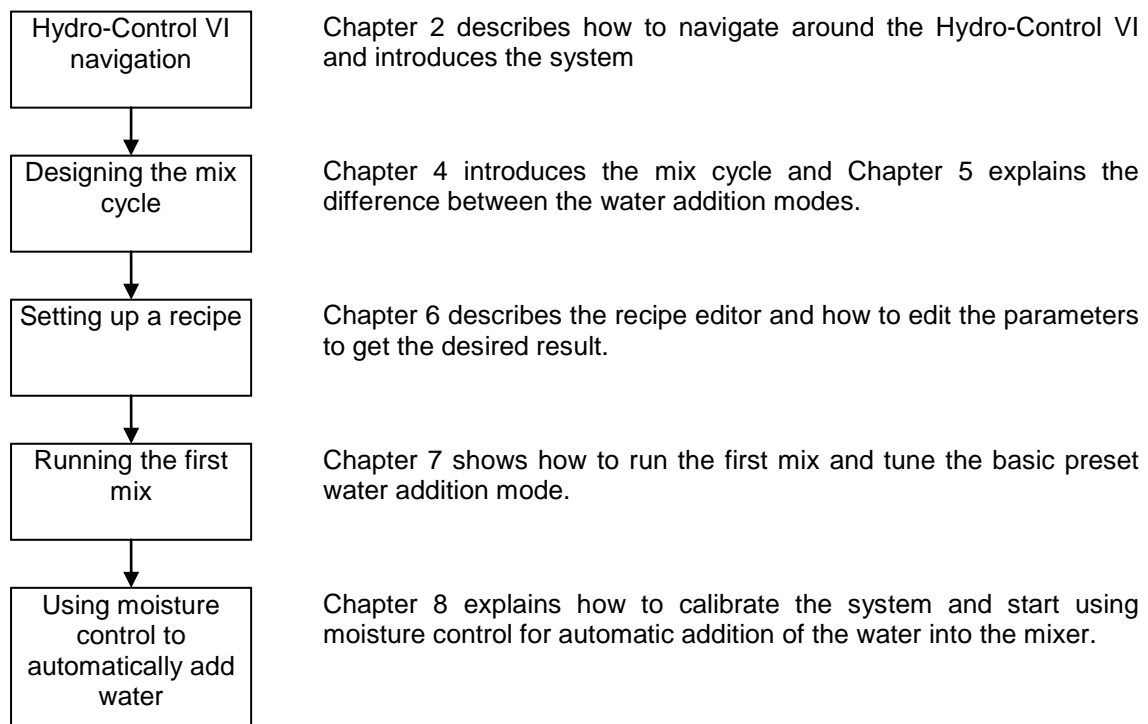 Hydro-Control VI
navigation
Chapter 2 describes how to navigate around the Hydro-Control VI
and introduces the system
Designing the mix
cycle
Chapter 4 introduces the mix cycle and Chapter 5 explains the
difference between the water addition modes.
Setting up a recipe
Chapter 6 describes the recipe editor and how to edit the parameters
to get the desired result.
Running the first
mix
Chapter 7 shows how to run the first mix and tune the basic preset
water addition mode.
Using moisture
control to
automatically add
water
Chapter 8 explains how to calibrate the system and start using
moisture control for automatic addition of the water into the mixer.